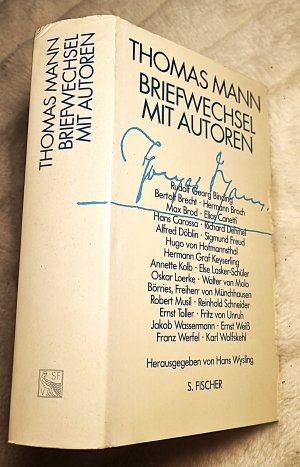 THOMAS MANN
BRIEFWECHSEL
MIT AUTOREN
SF
THOMAS MANN
BRIEFWECHSEL
MIT AUTOREN
Thomas Mann.
Rudolf Georg Binding
Bertolt Brecht · Hermann Broch
Max Brod · Elias Canetti
Hans Carossa · Richard Dehmel
Alfred Döblin · Sigmund Freud
Hugo von Hofmannsthal
Hermann Graf Keyserling
Annette Kolb · Else Lasker-Schüler
Oskar Loerke · Walter von Molo
Börries, Freiherr von Münchhausen
Robert Musil · Reinhold Schneider
Ernst Toller · Fritz von Unruh
Jakob Wassermann · Ernst Weiß
Franz Werfel · Karl Wolfskehl
Herausgegeben von Hans Wysling
S. FISCHER